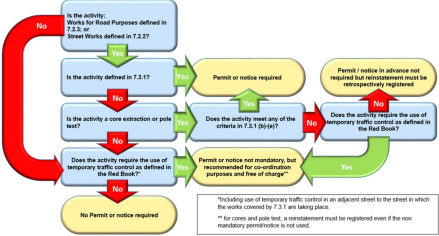 Is the activity;
Works for Road Purposes defined in
7.2.3; or
Street Works defined in 7.2.2?
No
Yes
Is the activity defined in 7.3.1?
Yes
Permit or notice required
Permit / notice in advance not
required but reinstatement must be
retrospectively registered
No
Yes
No
Is the activity a core extraction or pole
test?
Yes
Does the activity meet any of the
criteria in 7.3.1 (b)-(e)?
No
Does the activity require the use of
temporary traffic control as defined in
the Red Book?
No
Does the activity require the use of
temporary traffic control as defined in
the Red Book?*
Yes
Permit or notice not mandatory, but
recommended for co-ordination
purposes and free of charge**
Yes
No
No Permit or notice required
*Including use of temporary traffic control in an adjacent street to the street in which
the works covered by 7.3.1 are taking place.
** for cores and pole test, a reinstatement must be registered even if the non
mandatory permit/notice is not used.